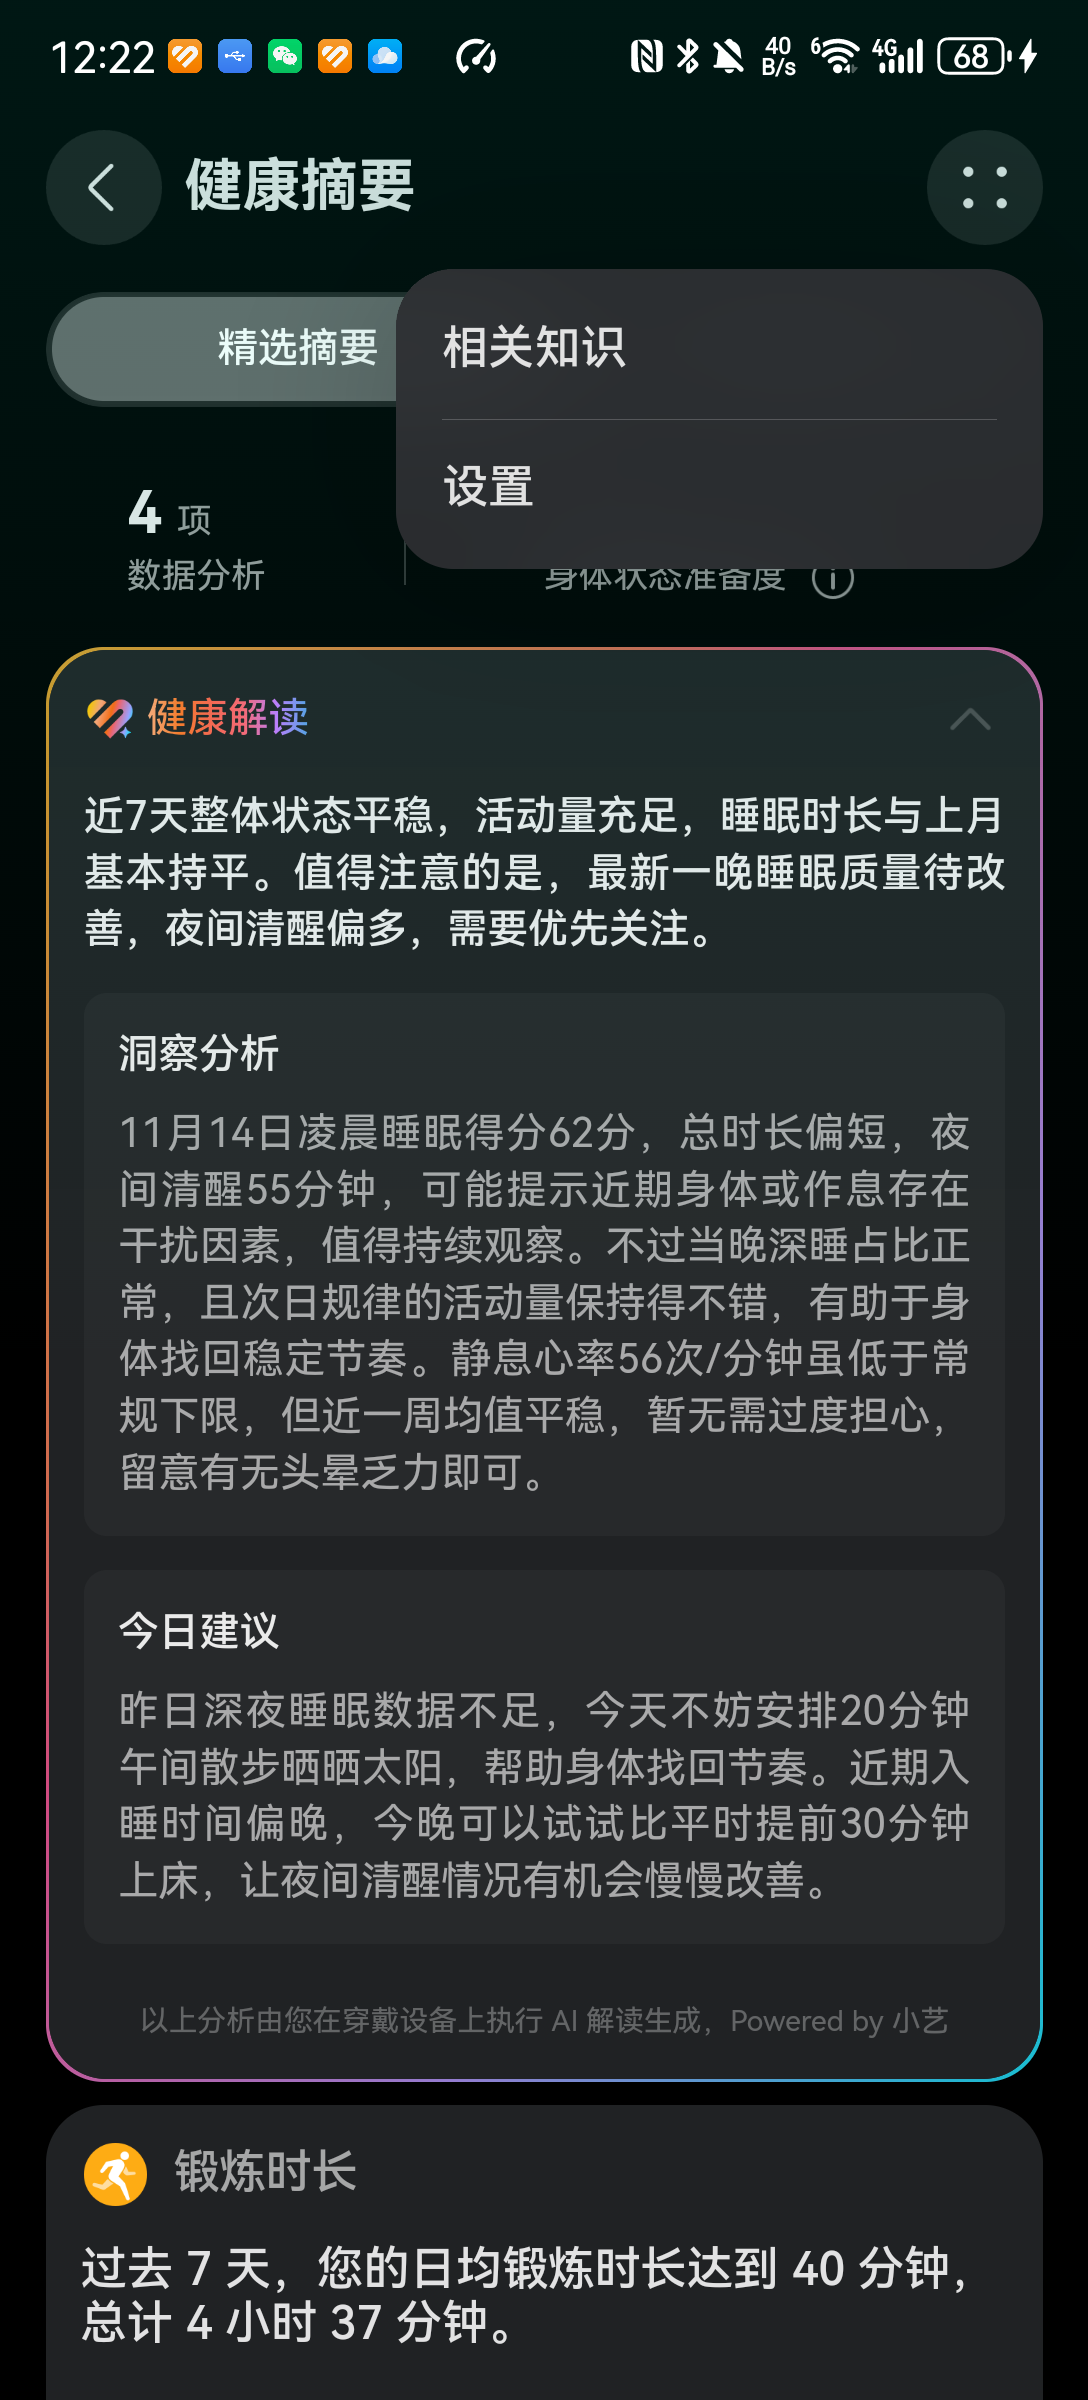 12:22
40 B/s
6
4G
68
健康摘要
精选摘要
相关知识
设置
4 项
数据分析
身体状态准备度
健康解读
近7天整体状态平稳，活动量充足，睡眠时长与上月
基本持平。值得注意的是，最新一晚睡眠质量待改
善，夜间清醒偏多，需要优先关注。
洞察分析
11月14日凌晨睡眠得分62分，总时长偏短，夜
间清醒55分钟，可能提示近期身体或作息存在
干扰因素，值得持续观察。不过当晚深睡占比正
常，且次日规律的活动量保持得不错，有助于身
体找回稳定节奏。静息心率56次/分钟虽低于常
规下限，但近一周均值平稳，暂无需过度担心，
留意有无头晕乏力即可。
今日建议
昨日深夜睡眠数据不足，今天不妨安排20分钟
午间散步晒晒太阳，帮助身体找回节奏。近期入
睡时间偏晚，今晚可以试试比平时提前30分钟
上床，让夜间清醒情况有机会慢慢改善。
以上分析由您在穿戴设备上执行 AI 解读生成，Powered by 小艺
锻炼时长
过去 7 天，您的日均锻炼时长达到 40 分钟，
总计 4 小时 37 分钟。